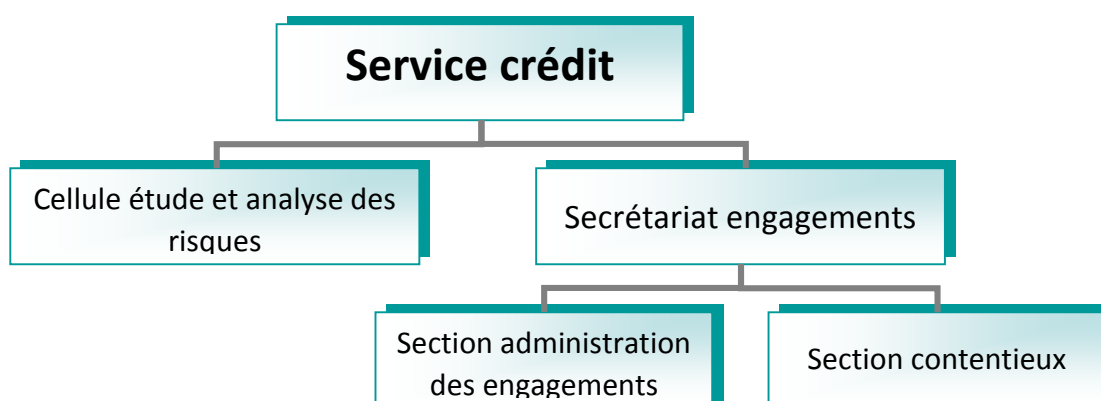 Service crédit
Cellule étude et analyse des
risques
Secrétariat engagements
Section administration
des engagements
Section contentieux